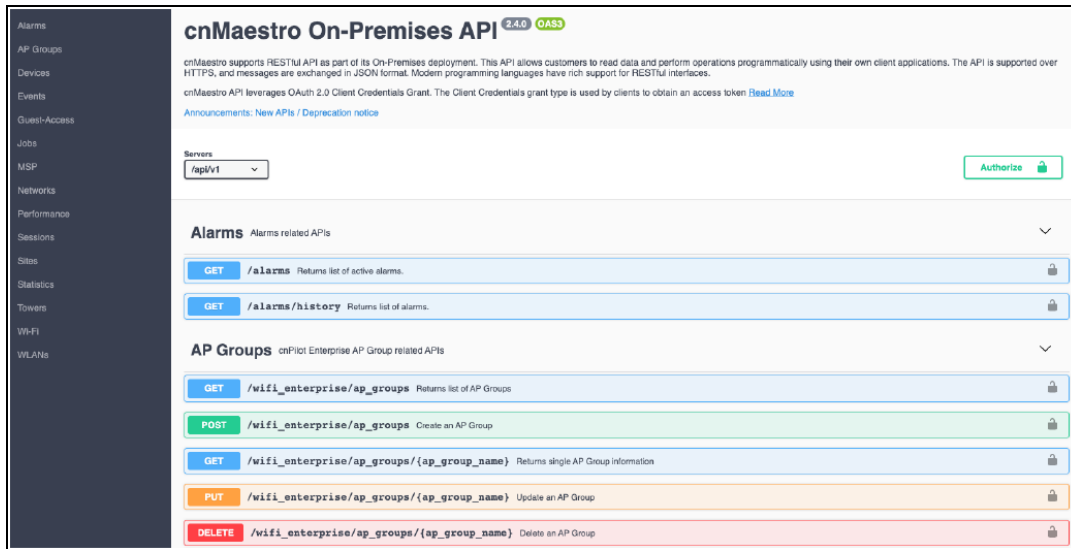 Alarms
AP Groups
Devices
Events
Guest-Access
Jobs
MSP
Networks
Performance
Sessions
Sites
Statistics
Towers
Wi-Fi
WLANs
cnMaestro On-Premises API 2.4.0 OAS3
cnMaestro supports RESTful API as part of its On-Premises deployment. This API allows customers to read data and perform operations programmatically using their own client applications. The API is supported over
HTTPS, and messages are exchanged in JSON format. Modern programming languages have rich support for RESTful interfaces.
cnMaestro API leverages OAuth 2.0 Client Credentials Grant. The Client Credentials grant type is used by clients to obtain an access token Read More
Announcements: New APIs / Deprecation notice
Servers
/api/v1
Authorize
Alarms Alarms related APIs
GET /alarms Returns list of active alarms.
GET /alarms/history Returns list of alarms.
AP Groups cnPilot Enterprise AP Group related APIs
GET /wifi_enterprise/ap_groups Returns list of AP Groups
POST /wifi_enterprise/ap_groups Create an AP Group
GET /wifi_enterprise/ap_groups/{ap_group_name} Returns single AP Group information
PUT /wifi_enterprise/ap_groups/{ap_group_name} Update an AP Group
DELETE /wifi_enterprise/ap_groups/{ap_group_name} Delete an AP Group